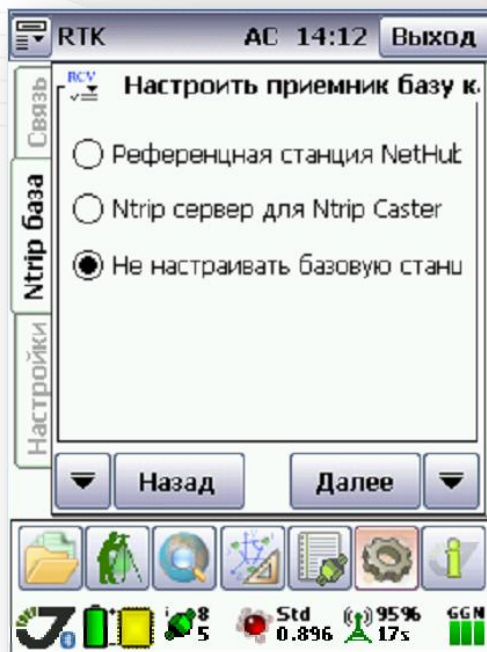 RTK AC 14:12 Выход
RCV
Настроить приемник базу к
Связь
Ntrip база
Настройки
Референцная станция NetHub
Ntrip сервер для Ntrip Caster
Не настраивать базовую станц
Назад Далее
i 8 Std 95% GGN
5 0.896 17s